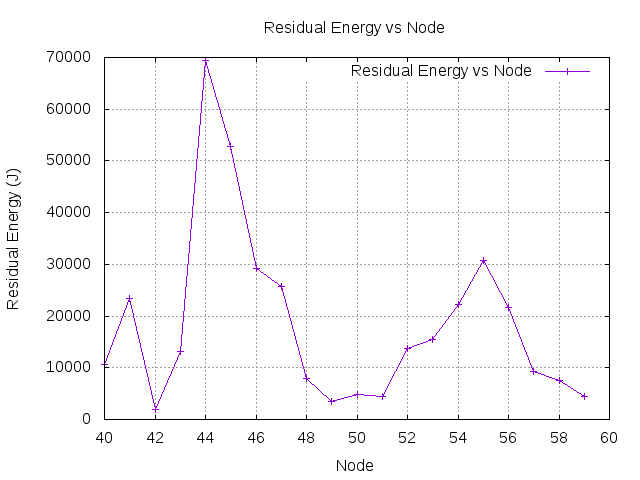 Residual Energy vs Node
Residual Energy vs Node
70000
60000
50000
40000
30000
20000
10000
0
Residual Energy (J)
40 42 44 46 48 50 52 54 56 58 60
Node